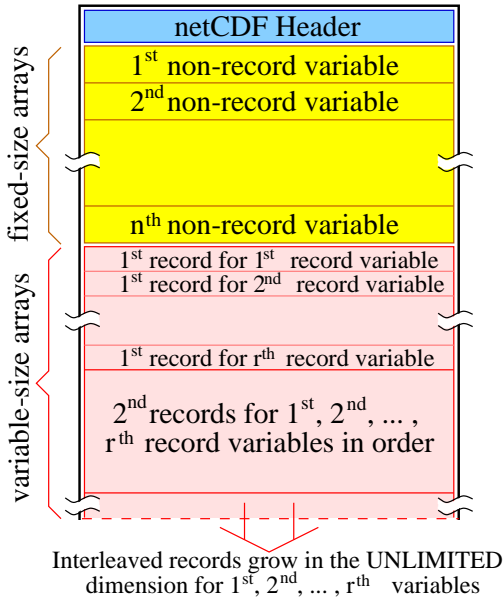 netCDF Header
1st non-record variable
2nd non-record variable
nth non-record variable
fixed-size arrays
1st record for 1st record variable
1st record for 2nd record variable
1st record for rth record variable
2nd records for 1st, 2nd, ... ,
rth record variables in order
variable-size arrays
Interleaved records grow in the UNLIMITED
dimension for 1st, 2nd, ... , rth variables